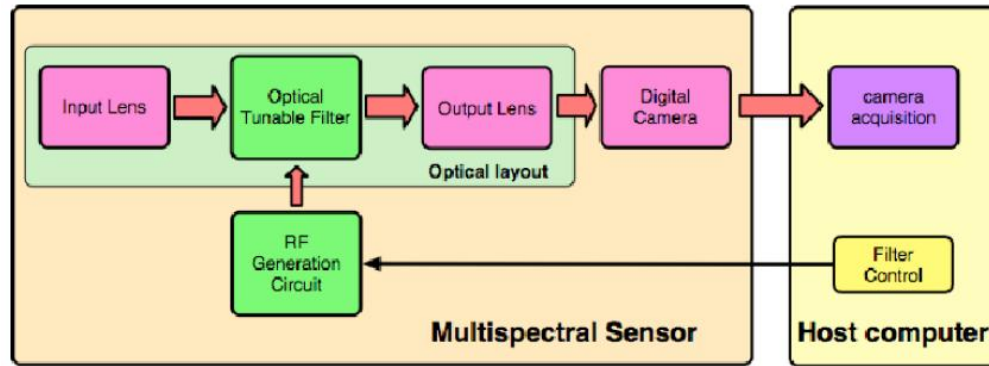 Input Lens
Optical
Tunable Filter
Output Lens
Digital
Camera
camera
acquisition
Optical layout
RF
Generation
Circuit
Filter
Control
Multispectral Sensor
Host computer